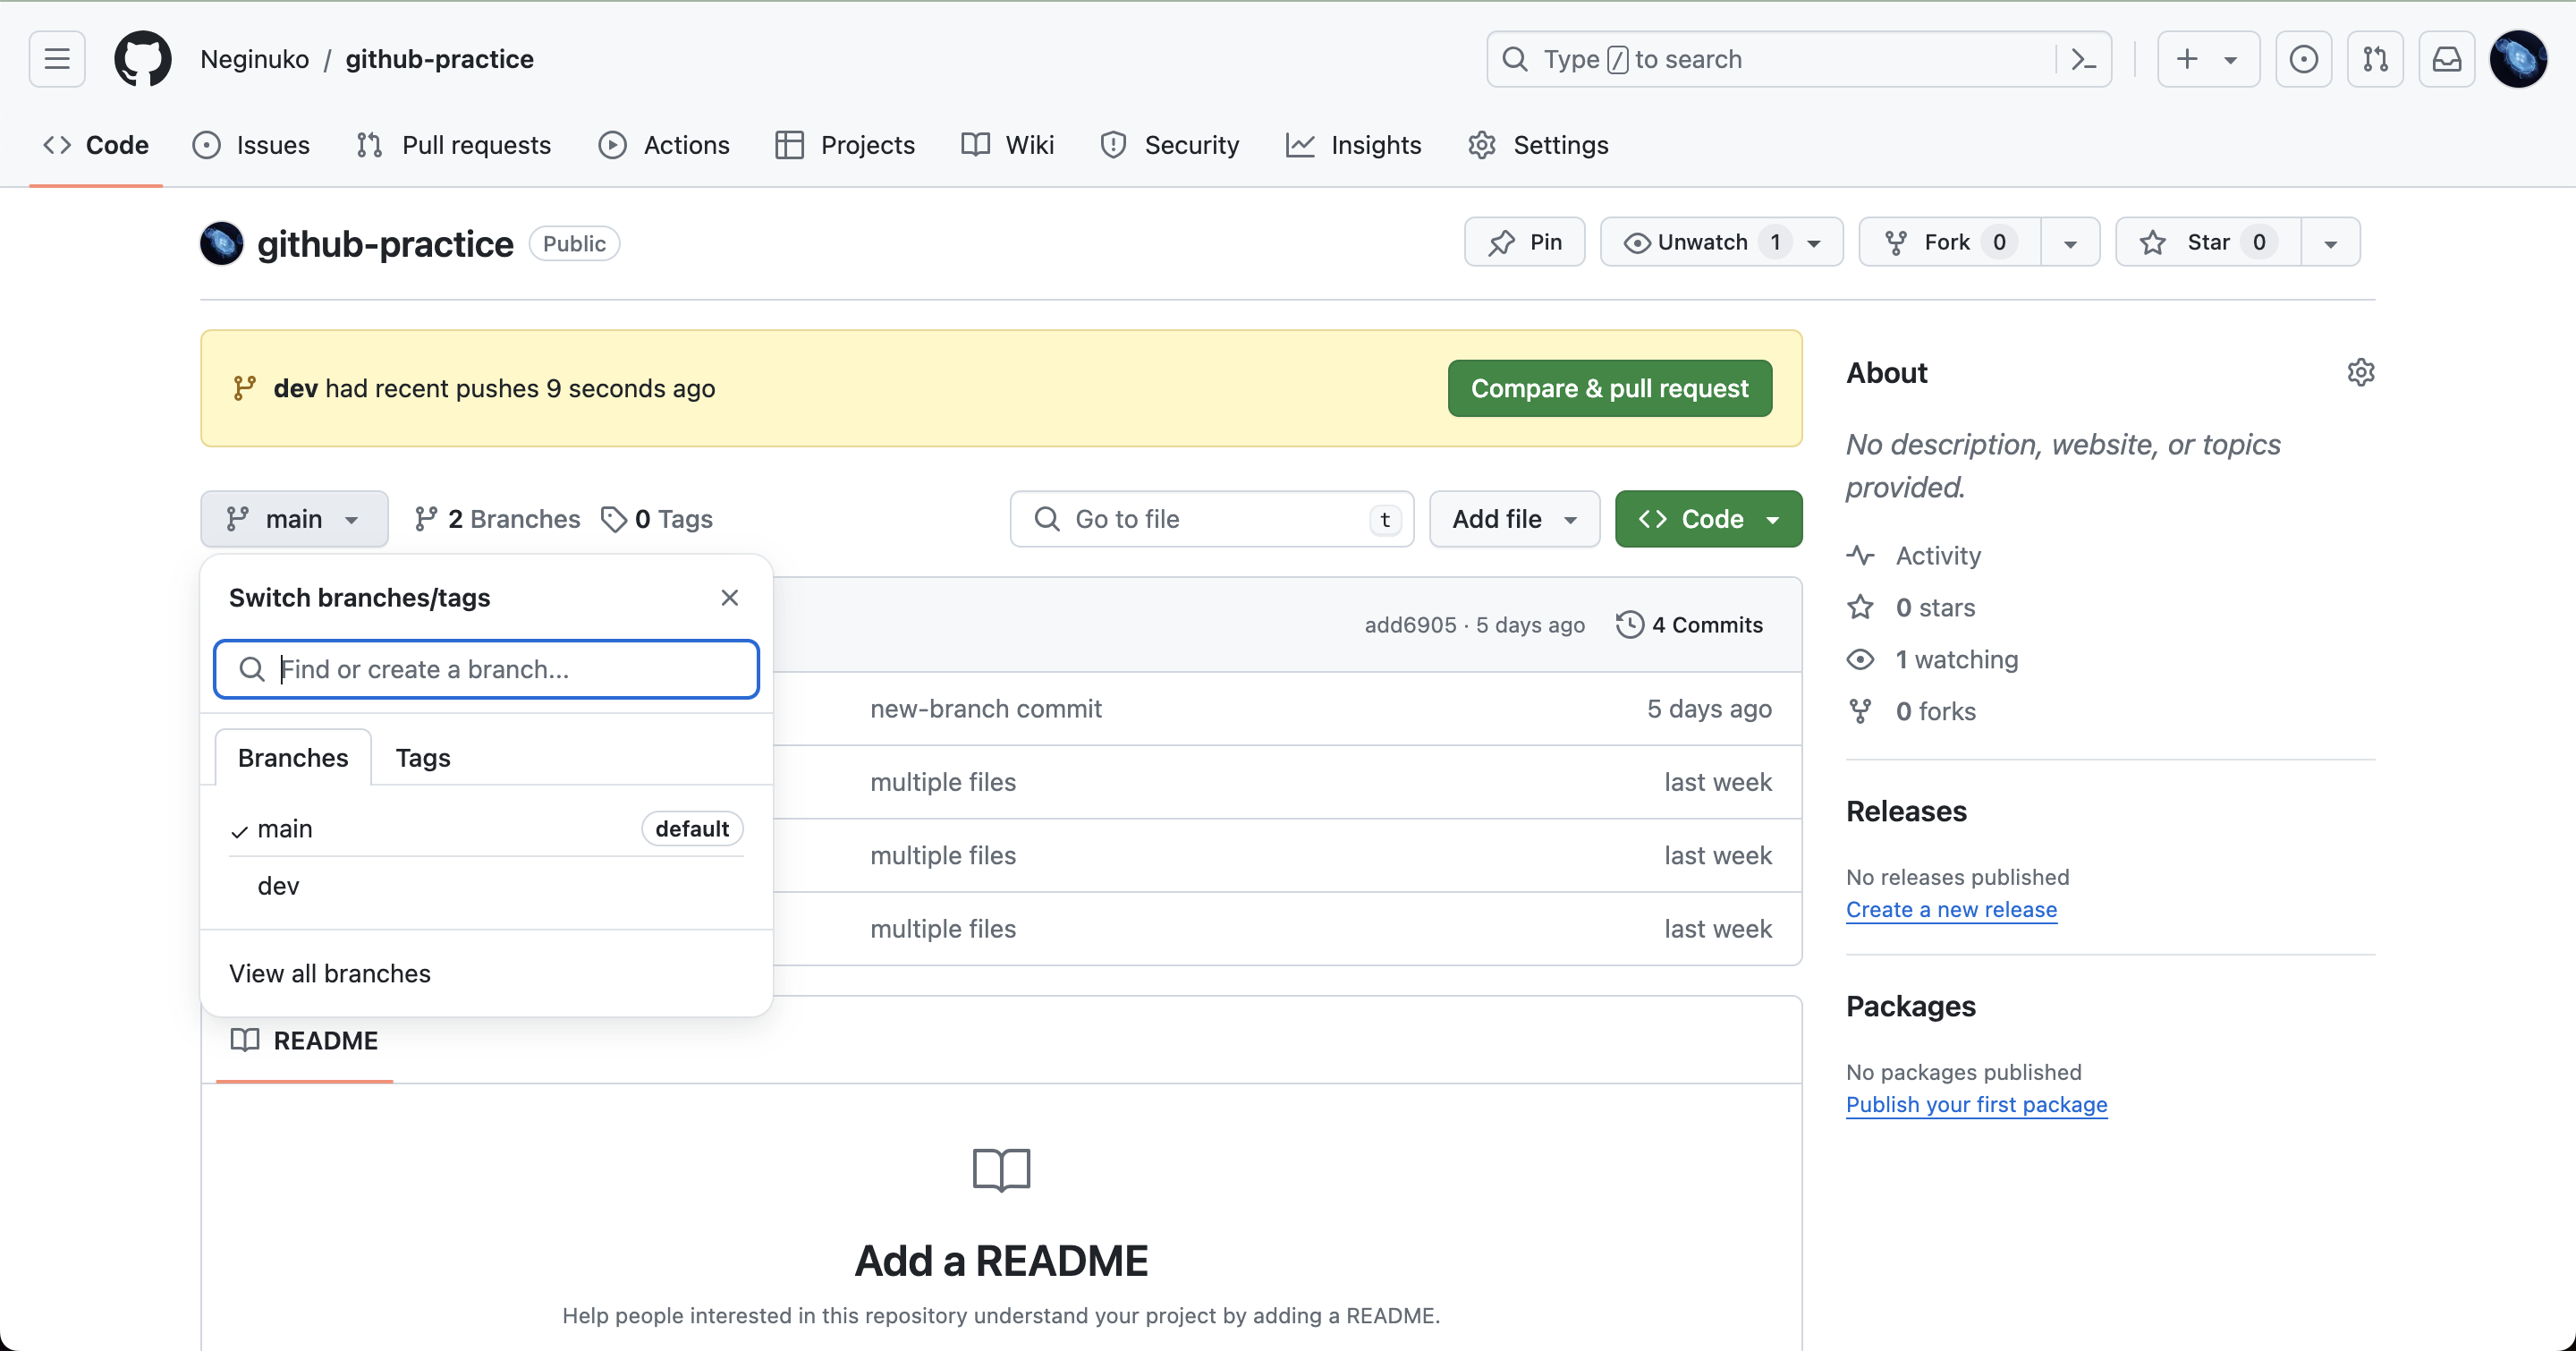 Neginuko / github-practice
Type / to search
Code Issues Pull requests Actions Projects Wiki Security Insights Settings
github-practice Public
Pin Unwatch 1 Fork 0 Star 0
dev had recent pushes 9 seconds ago
Compare & pull request
main 2 Branches 0 Tags
Go to file t
Add file
Code
Switch branches/tags
Find or create a branch...
Branches Tags
main default
dev
View all branches
add6905 · 5 days ago 4 Commits
new-branch commit 5 days ago
multiple files last week
multiple files last week
multiple files last week
README
Add a README
Help people interested in this repository understand your project by adding a README.
About
No description, website, or topics
provided.
Activity
0 stars
1 watching
0 forks
Releases
No releases published
Create a new release
Packages
No packages published
Publish your first package